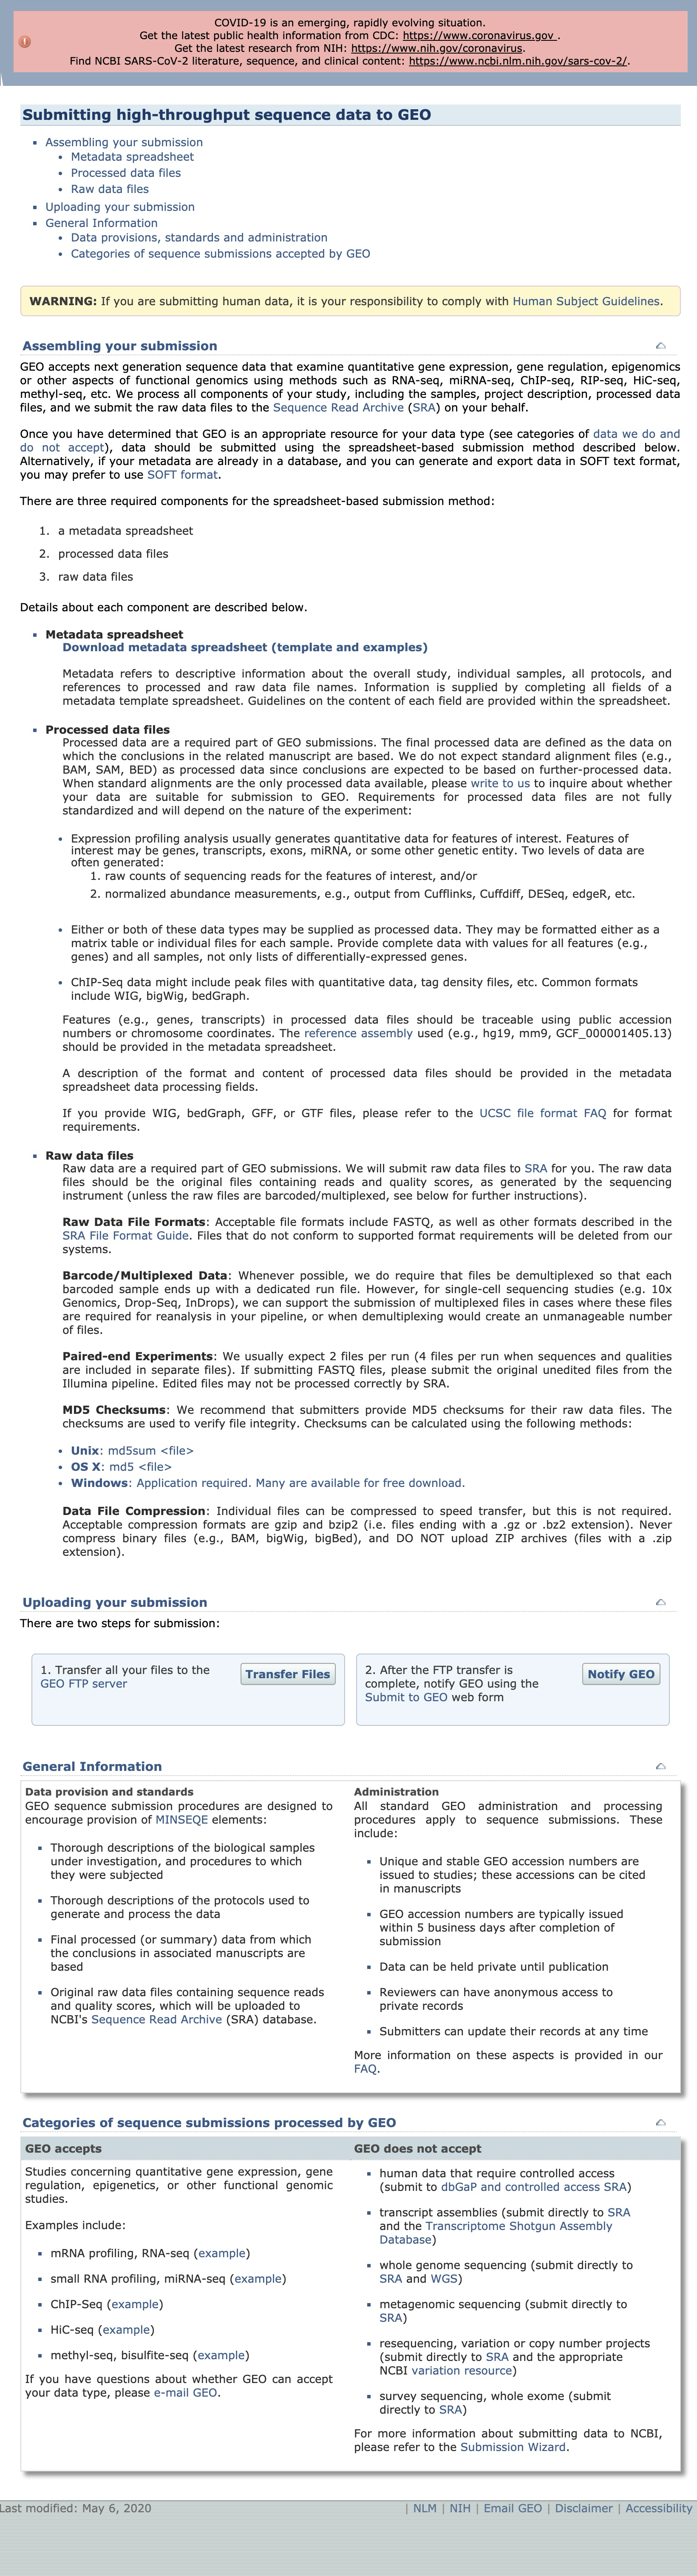 COVID-19 is an emerging, rapidly evolving situation.
Get the latest public health information from CDC: https://www.coronavirus.gov .
Get the latest research from NIH: https://www.nih.gov/coronavirus.
Find NCBI SARS-CoV-2 literature, sequence, and clinical content: https://www.ncbi.nlm.nih.gov/sars-cov-2/.
Submitting high-throughput sequence data to GEO
Assembling your submission
Metadata spreadsheet
Processed data files
Raw data files
Uploading your submission
General Information
Data provisions, standards and administration
Categories of sequence submissions accepted by GEO
WARNING: If you are submitting human data, it is your responsibility to comply with Human Subject Guidelines.
Assembling your submission
GEO accepts next generation sequence data that examine quantitative gene expression, gene regulation, epigenomics
or other aspects of functional genomics using methods such as RNA-seq, miRNA-seq, ChIP-seq, RIP-seq, HiC-seq,
methyl-seq, etc. We process all components of your study, including the samples, project description, processed data
files, and we submit the raw data files to the Sequence Read Archive (SRA) on your behalf.
Once you have determined that GEO is an appropriate resource for your data type (see categories of data we do and
do not accept), data should be submitted using the spreadsheet-based submission method described below.
Alternatively, if your metadata are already in a database, and you can generate and export data in SOFT text format,
you may prefer to use SOFT format.
There are three required components for the spreadsheet-based submission method:
1. a metadata spreadsheet
2. processed data files
3. raw data files
Details about each component are described below.
Metadata spreadsheet
Download metadata spreadsheet (template and examples)
Metadata refers to descriptive information about the overall study, individual samples, all protocols, and
references to processed and raw data file names. Information is supplied by completing all fields of a
metadata template spreadsheet. Guidelines on the content of each field are provided within the spreadsheet.
Processed data files
Processed data are a required part of GEO submissions. The final processed data are defined as the data on
which the conclusions in the related manuscript are based. We do not expect standard alignment files (e.g.,
BAM, SAM, BED) as processed data since conclusions are expected to be based on further-processed data.
When standard alignments are the only processed data available, please write to us to inquire about whether
your data are suitable for submission to GEO. Requirements for processed data files are not fully
standardized and will depend on the nature of the experiment:
Expression profiling analysis usually generates quantitative data for features of interest. Features of
interest may be genes, transcripts, exons, miRNA, or some other genetic entity. Two levels of data are
often generated:
1. raw counts of sequencing reads for the features of interest, and/or
2. normalized abundance measurements, e.g., output from Cufflinks, Cuffdiff, DESeq, edgeR, etc.
Either or both of these data types may be supplied as processed data. They may be formatted either as a
matrix table or individual files for each sample. Provide complete data with values for all features (e.g.,
genes) and all samples, not only lists of differentially-expressed genes.
ChIP-Seq data might include peak files with quantitative data, tag density files, etc. Common formats
include WIG, bigWig, bedGraph.
Features (e.g., genes, transcripts) in processed data files should be traceable using public accession
numbers or chromosome coordinates. The reference assembly used (e.g., hg19, mm9, GCF_000001405.13)
should be provided in the metadata spreadsheet.
A description of the format and content of processed data files should be provided in the metadata
spreadsheet data processing fields.
If you provide WIG, bedGraph, GFF, or GTF files, please refer to the UCSC file format FAQ for format
requirements.
Raw data files
Raw data are a required part of GEO submissions. We will submit raw data files to SRA for you. The raw data
files should be the original files containing reads and quality scores, as generated by the sequencing
instrument (unless the raw files are barcoded/multiplexed, see below for further instructions).
Raw Data File Formats: Acceptable file formats include FASTQ, as well as other formats described in the
SRA File Format Guide. Files that do not conform to supported format requirements will be deleted from our
systems.
Barcode/Multiplexed Data: Whenever possible, we do require that files be demultiplexed so that each
barcoded sample ends up with a dedicated run file. However, for single-cell sequencing studies (e.g. 10x
Genomics, Drop-Seq, InDrops), we can support the submission of multiplexed files in cases where these files
are required for reanalysis in your pipeline, or when demultiplexing would create an unmanageable number
of files.
Paired-end Experiments: We usually expect 2 files per run (4 files per run when sequences and qualities
are included in separate files). If submitting FASTQ files, please submit the original unedited files from the
Illumina pipeline. Edited files may not be processed correctly by SRA.
MD5 Checksums: We recommend that submitters provide MD5 checksums for their raw data files. The
checksums are used to verify file integrity. Checksums can be calculated using the following methods:
Unix: md5sum <file>
OS X: md5 <file>
Windows: Application required. Many are available for free download.
Data File Compression: Individual files can be compressed to speed transfer, but this is not required.
Acceptable compression formats are gzip and bzip2 (i.e. files ending with a .gz or .bz2 extension). Never
compress binary files (e.g., BAM, bigWig, bigBed), and DO NOT upload ZIP archives (files with a .zip
extension).
Uploading your submission
There are two steps for submission:
1. Transfer all your files to the
GEO FTP server
Transfer Files
2. After the FTP transfer is
complete, notify GEO using the
Submit to GEO web form
Notify GEO
General Information
Data provision and standards
GEO sequence submission procedures are designed to
encourage provision of MINSEQE elements:
Thorough descriptions of the biological samples
under investigation, and procedures to which
they were subjected
Thorough descriptions of the protocols used to
generate and process the data
Final processed (or summary) data from which
the conclusions in associated manuscripts are
based
Original raw data files containing sequence reads
and quality scores, which will be uploaded to
NCBI's Sequence Read Archive (SRA) database.
Administration
All standard GEO administration and processing
procedures apply to sequence submissions. These
include:
Unique and stable GEO accession numbers are
issued to studies; these accessions can be cited
in manuscripts
GEO accession numbers are typically issued
within 5 business days after completion of
submission
Data can be held private until publication
Reviewers can have anonymous access to
private records
Submitters can update their records at any time
More information on these aspects is provided in our
FAQ.
Categories of sequence submissions processed by GEO
GEO accepts
Studies concerning quantitative gene expression, gene
regulation, epigenetics, or other functional genomic
studies.
Examples include:
mRNA profiling, RNA-seq (example)
small RNA profiling, miRNA-seq (example)
ChIP-Seq (example)
HiC-seq (example)
methyl-seq, bisulfite-seq (example)
If you have questions about whether GEO can accept
your data type, please e-mail GEO.
GEO does not accept
human data that require controlled access
(submit to dbGaP and controlled access SRA)
transcript assemblies (submit directly to SRA
and the Transcriptome Shotgun Assembly
Database)
whole genome sequencing (submit directly to
SRA and WGS)
metagenomic sequencing (submit directly to
SRA)
resequencing, variation or copy number projects
(submit directly to SRA and the appropriate
NCBI variation resource)
survey sequencing, whole exome (submit
directly to SRA)
For more information about submitting data to NCBI,
please refer to the Submission Wizard.
Last modified: May 6, 2020
| NLM | NIH | Email GEO | Disclaimer | Accessibility